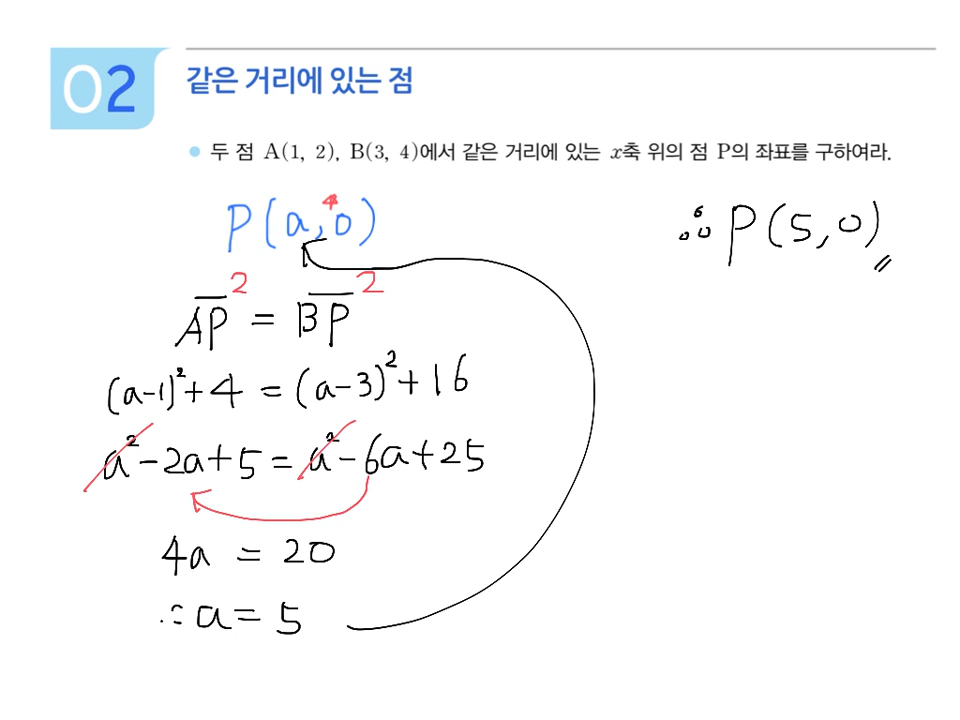 02
같은 거리에 있는 점
두 점 A(1, 2), B(3, 4)에서 같은 거리에 있는 x축 위의 점 P의 좌표를 구하여라.
P(a, 0)
∴ P(5, 0)
AP² = BP²
(a-1)²+4 = (a-3)²+16
a²-2a+5 = a²-6a+25
4a = 20
∴ a = 5